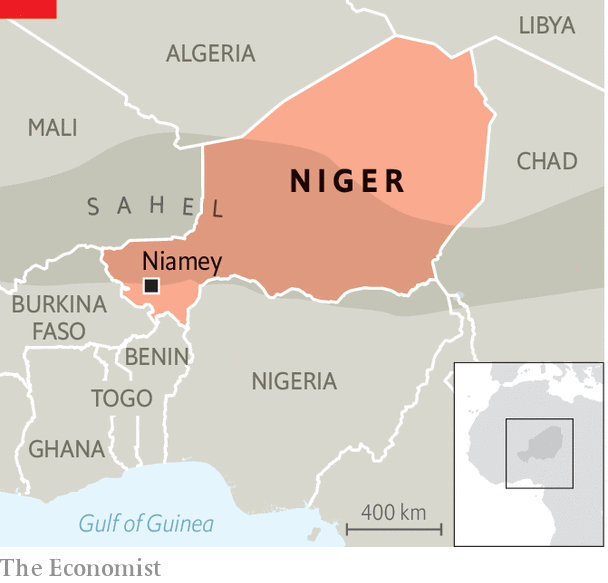 LIBYA
ALGERIA
MALI
CHAD
NIGER
SAHEL
Niamey
BURKINA
FASO
BENIN
NIGERIA
TOGO
GHANA
400 km
Gulf of Guinea
The Economist